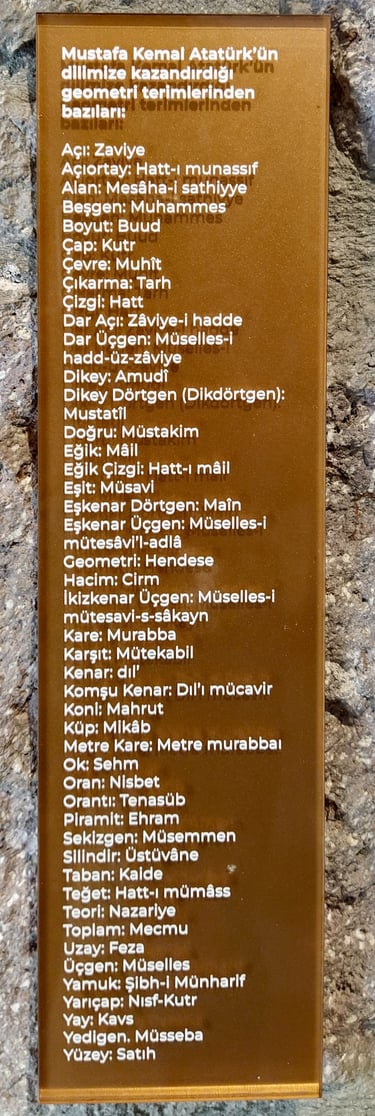 Mustafa Kemal Atatürk'ün
dilimize kazandırdığı
geometri terimlerinden
bazıları:
Açı: Zaviye
Açıortay: Hatt-ı munassıf
Alan: Mesâha-i sathiyye
Beşgen: Muhammes
Boyut: Buud
Çap: Kutr
Çevre: Muhît
Çıkarma: Tarh
Çizgi: Hatt
Dar Açı: Zâviye-i hadde
Dar Üçgen: Müselles-i
hadd-üz-zâviye
Dikey: Amudî
Dikey Dörtgen (Dikdörtgen):
Mustatîl
Doğru: Müstakim
Eğik: Mâil
Eğik Çizgi: Hatt-ı mâil
Eşit: Müsavi
Eşkenar Dörtgen: Maîn
Eşkenar Üçgen: Müselles-i
mütesâvi'l-adlâ
Geometri: Hendese
Hacim: Cirm
İkizkenar Üçgen: Müselles-i
mütesavi-s-sâkayn
Kare: Murabba
Karşıt: Mütekabil
Kenar: dıl'
Komşu Kenar: Dıl'ı mücavir
Koni: Mahrut
Küp: Mikâb
Metre Kare: Metre murabbaı
Ok: Sehm
Oran: Nisbet
Orantı: Tenasüb
Piramit: Ehram
Sekizgen: Müsemmen
Silindir: Üstüvâne
Taban: Kaide
Teğet: Hatt-ı mümâss
Teori: Nazariye
Toplam: Mecmu
Uzay: Feza
Üçgen: Müselles
Yamuk: Şibh-i Münharif
Yarıçap: Nısf-Kutr
Yay: Kavs
Yedigen. Müsseba
Yüzey: Satıh